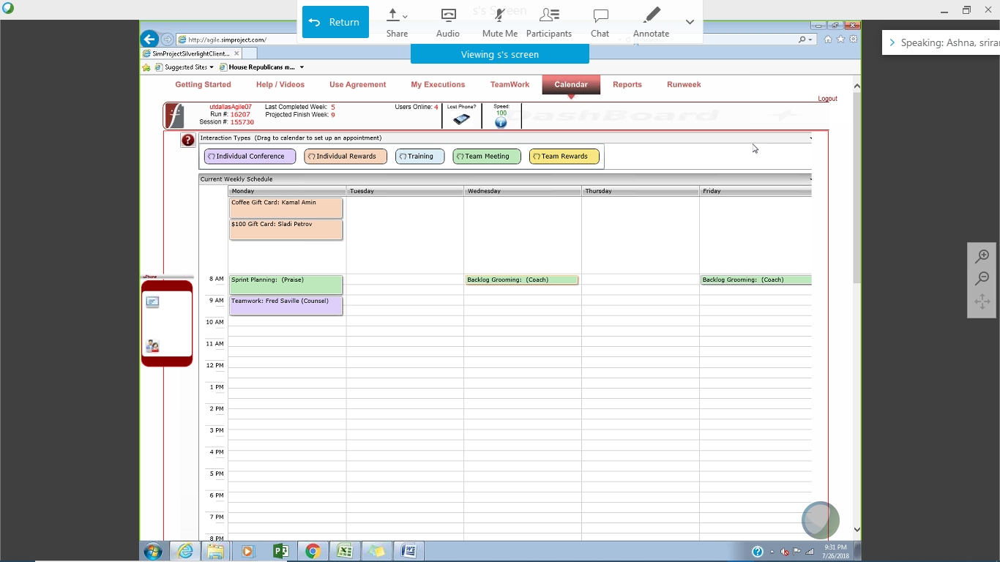 s's Screen
Return
Share
Audio
Mute Me
Participants
Chat
Annotate
Viewing s's screen
Speaking: Ashna, srira
http://agile.simproject.com/
SimProjectSilverlightClient...
Suggested Sites
House Republicans m...
Getting Started
Help / Videos
Use Agreement
My Executions
TeamWork
Calendar
Reports
Runweek
Logout
utdallasAgile07
Run #: 16207
Session #: 155730
Last Completed Week: 5
Projected Finish Week: 9
Users Online: 4
Lost Phone?
Speed:
100
DashBoard
Interaction Types (Drag to calendar to set up an appointment)
Individual Conference
Individual Rewards
Training
Team Meeting
Team Rewards
Current Weekly Schedule
Monday
Tuesday
Wednesday
Thursday
Friday
Coffee Gift Card: Kamal Amin
$100 Gift Card: Sladi Petrov
uPhone
8 AM
Sprint Planning: (Praise)
Backlog Grooming: (Coach)
Backlog Grooming: (Coach)
9 AM
Teamwork: Fred Saville (Counsel)
10 AM
11 AM
12 PM
1 PM
2 PM
3 PM
4 PM
5 PM
6 PM
7 PM
8 PM
9:31 PM
7/26/2018